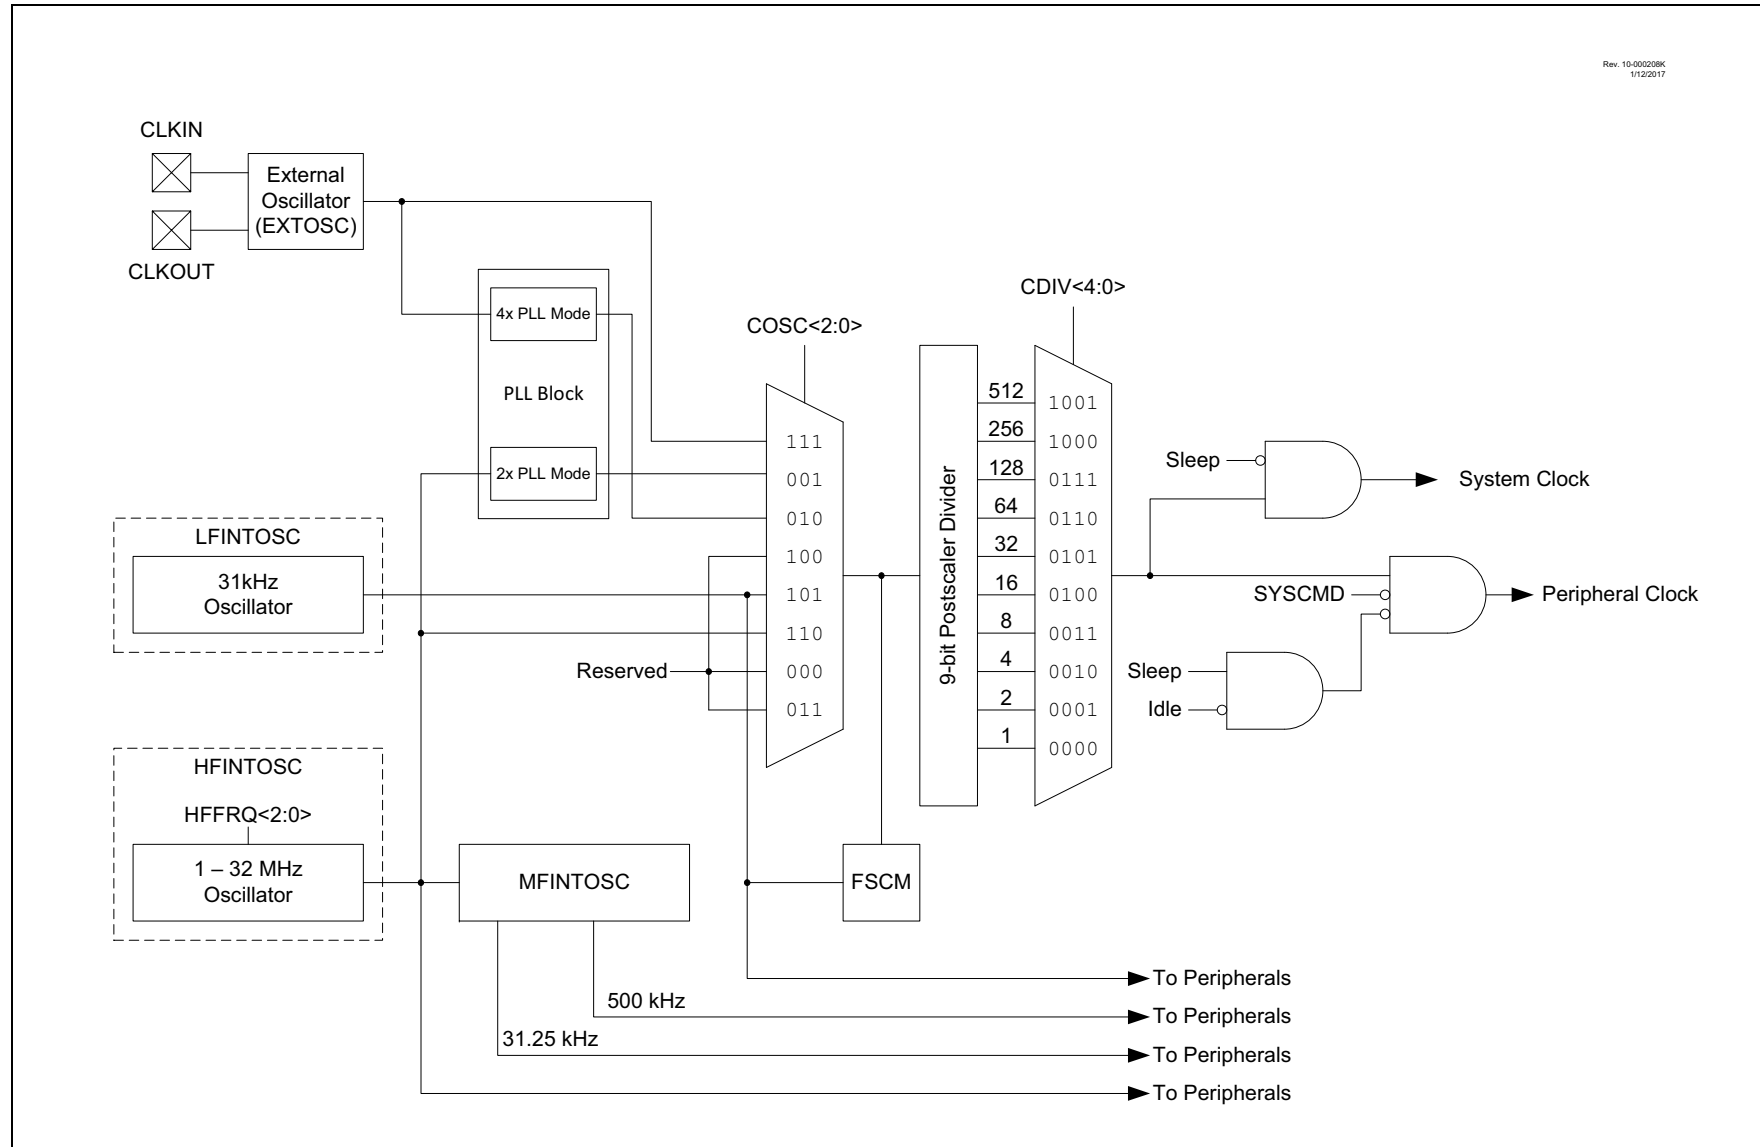 Rev. 10-000208K
1/12/2017
CLKIN
External
Oscillator
(EXTOSC)
CLKOUT
4x PLL Mode
PLL Block
2x PLL Mode
COSC<2:0>
CDIV<4:0>
111
001
010
100
101
110
000
011
LFINTOSC
31kHz
Oscillator
Reserved
HFINTOSC
HFFRQ<2:0>
1 – 32 MHz
Oscillator
MFINTOSC
FSCM
9-bit Postscaler Divider
512
256
128
64
32
16
8
4
2
1
1001
1000
0111
0110
0101
0100
0011
0010
0001
0000
Sleep
System Clock
SYSCMD
Peripheral Clock
Sleep
Idle
To Peripherals
500 kHz
To Peripherals
31.25 kHz
To Peripherals
To Peripherals